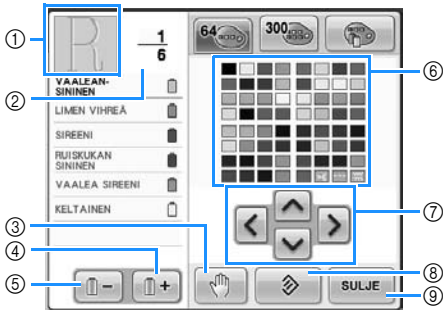 ①
R
1
6
②
64
300
VAALEAN-
SININEN
LIMEN VIHREÄ
SIREENI
RUISKUKAN
SININEN
VAALEA SIREENI
KELTAINEN
⑥
⑦
③
④
⑤
−
+
SULJE
⑧
⑨